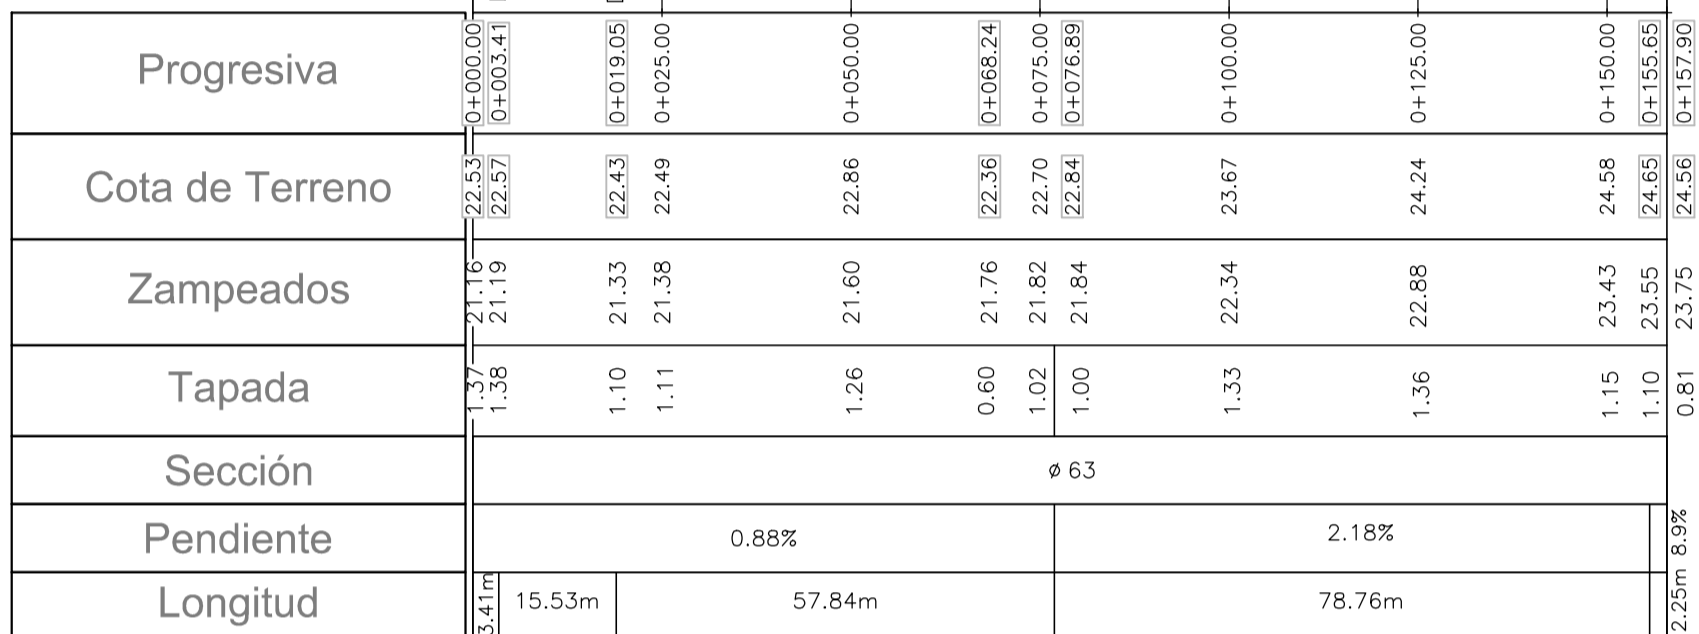 Progresiva 0+000.00 0+003.41 0+019.05 0+025.00 0+050.00 0+068.24 0+075.00 0+076.89 0+100.00 0+125.00 0+150.00 0+155.65 0+157.90
Cota de Terreno 22.53 22.57 22.43 22.49 22.86 22.36 22.70 22.84 23.67 24.24 24.58 24.65 24.56
Zampeados 21.16 21.19 21.33 21.38 21.60 21.76 21.82 21.84 22.34 22.88 23.43 23.55 23.75
Tapada 1.37 1.38 1.10 1.11 1.26 0.60 1.02 1.00 1.33 1.36 1.15 1.10 0.81
Sección ø 63
Pendiente 0.88% 2.18% 8.9%
Longitud 3.41m 15.53m 57.84m 78.76m 2.25m